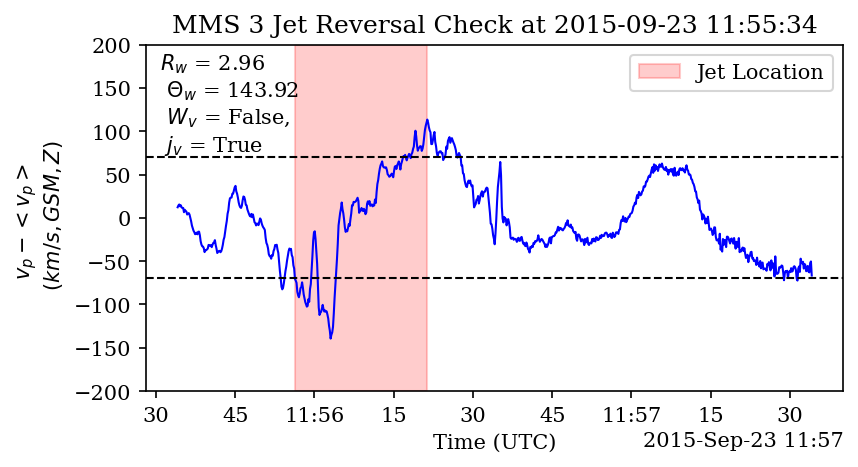 MMS 3 Jet Reversal Check at 2015-09-23 11:55:34
200
150
100
50
0
−50
−100
−150
−200
v_p − < v_p >
(km/s, GSM, Z)
R_w = 2.96
Θ_w = 143.92
W_v = False,
j_v = True
Jet Location
30 45 11:56 15 30 45 11:57 15 30
Time (UTC)
2015-Sep-23 11:57